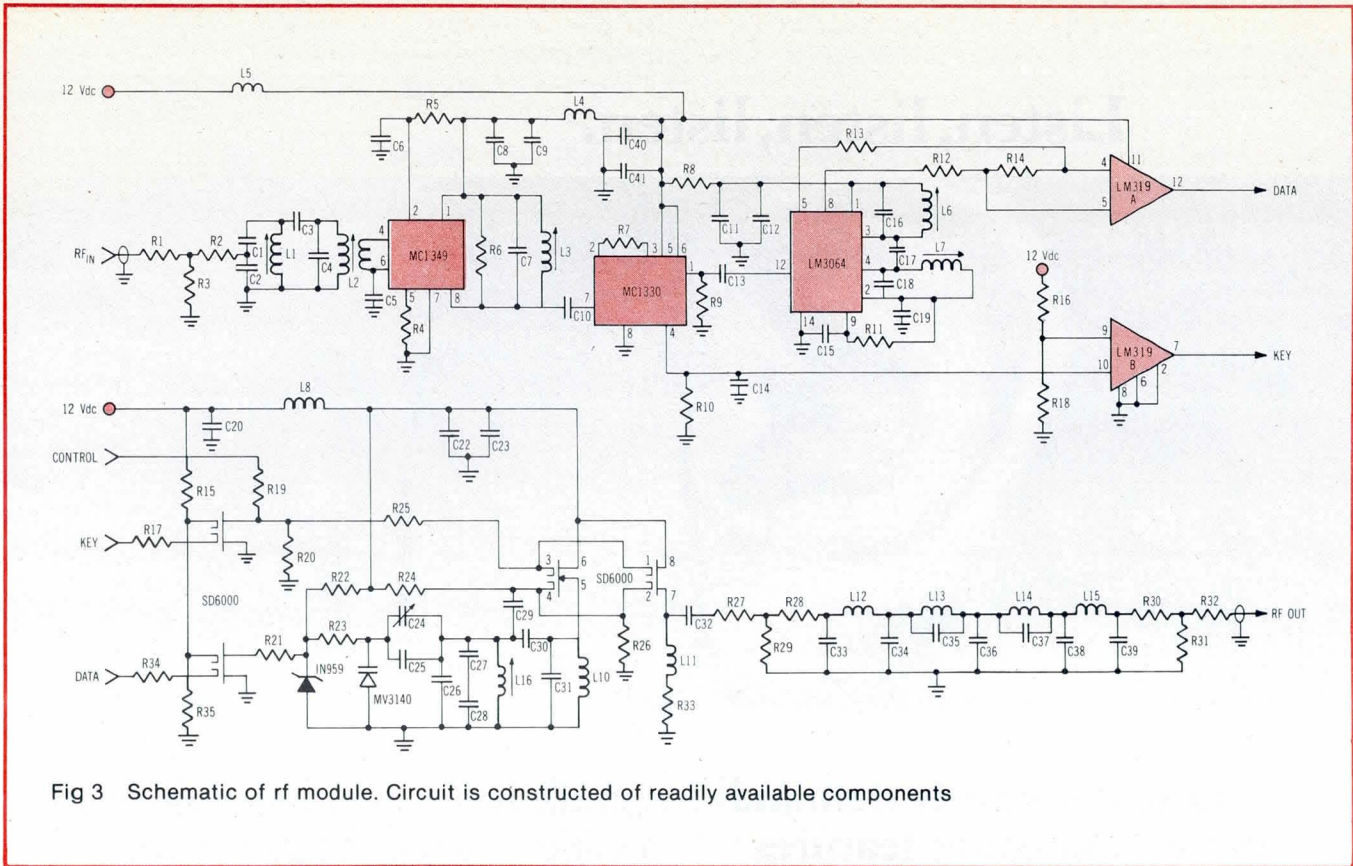 L5
12 Vdc
R5
L4
C6
C8
C9
C40
C41
R13
R12
R14
4
11
LM319
A
12
DATA
5
R8
C11
C12
5
8
1
C16
L6
3
L7
C17
4
C18
2
C19
LM3064
12
14
9
C15
R11
RF IN
R1
R2
R3
C1
C2
C3
L1
C4
L2
C5
4
6
2
1
MC1349
5
7
8
R4
R6
C7
L3
C10
R7
2
3
5
6
MC1330
7
1
8
4
C13
R9
R10
C14
12 Vdc
R16
R18
9
10
LM319
B
7
KEY
8
6
2
12 Vdc
L8
C20
C22
C23
CONTROL
R15
R19
KEY
R17
R20
R25
SD6000
R22
R24
3
6
4
5
SD6000
1
8
2
7
C29
R21
R23
C24
C25
C26
C27
C28
C30
L16
C31
L10
R26
L11
R33
DATA
R34
R35
IN959
MV3140
C32
R27
R28
R29
L12
C33
C34
L13
C35
C36
L14
C37
C38
L15
C39
R30
R31
R32
RF OUT
Fig 3 Schematic of rf module. Circuit is constructed of readily available components